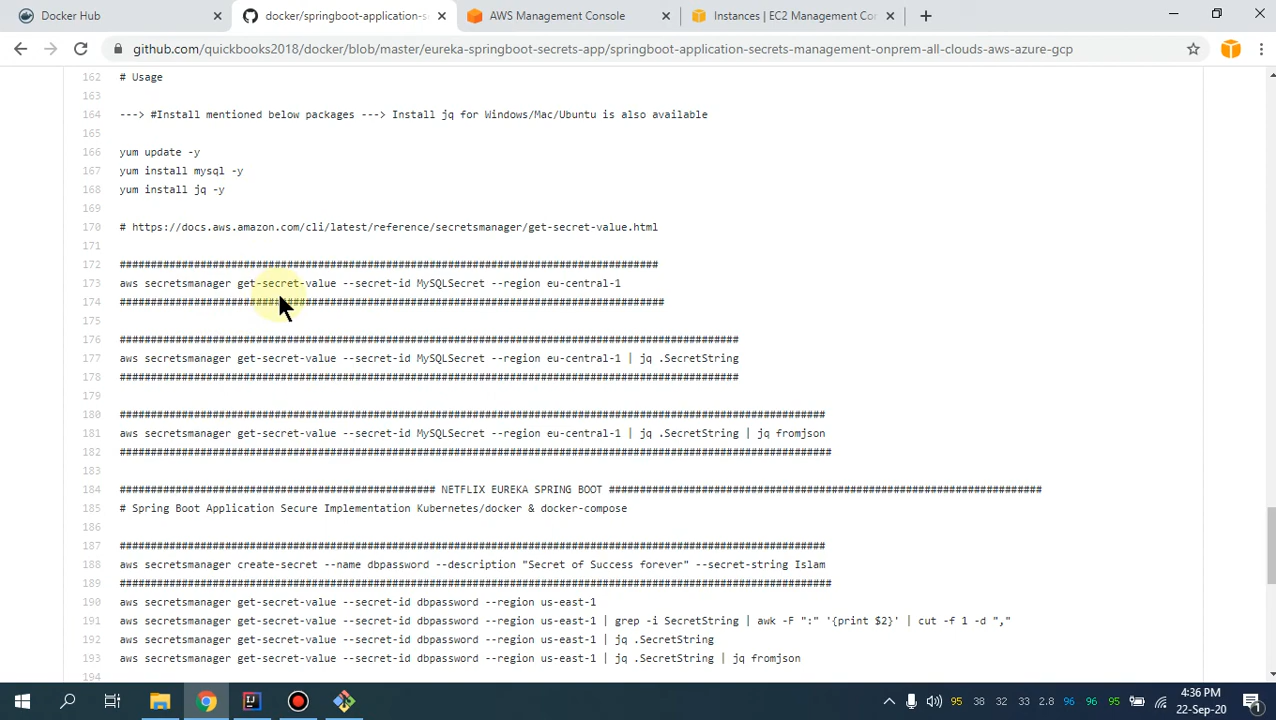 Docker Hub
docker/springboot-application-s
AWS Management Console
Instances | EC2 Management Con
github.com/quickbooks2018/docker/blob/master/eureka-springboot-secrets-app/springboot-application-secrets-management-onprem-all-clouds-aws-azure-gcp
162 # Usage
163
164 ---> #Install mentioned below packages ---> Install jq for Windows/Mac/Ubuntu is also available
165
166 yum update -y
167 yum install mysql -y
168 yum install jq -y
169
170 # https://docs.aws.amazon.com/cli/latest/reference/secretsmanager/get-secret-value.html
171
172 #######################################################################################
173 aws secretsmanager get-secret-value --secret-id MySQLSecret --region eu-central-1
174 ########################################################################################
175
176 ####################################################################################################
177 aws secretsmanager get-secret-value --secret-id MySQLSecret --region eu-central-1 | jq .SecretString
178 ####################################################################################################
179
180 ##################################################################################################################
181 aws secretsmanager get-secret-value --secret-id MySQLSecret --region eu-central-1 | jq .SecretString | jq fromjson
182 ###################################################################################################################
183
184 ################################################### NETFLIX EUREKA SPRING BOOT ######################################################################
185 # Spring Boot Application Secure Implementation Kubernetes/docker & docker-compose
186
187 ##################################################################################################################
188 aws secretsmanager create-secret --name dbpassword --description "Secret of Success forever" --secret-string Islam
189 ###################################################################################################################
190 aws secretsmanager get-secret-value --secret-id dbpassword --region us-east-1
191 aws secretsmanager get-secret-value --secret-id dbpassword --region us-east-1 | grep -i SecretString | awk -F ":" '{print $2}' | cut -f 1 -d ","
192 aws secretsmanager get-secret-value --secret-id dbpassword --region us-east-1 | jq .SecretString
193 aws secretsmanager get-secret-value --secret-id dbpassword --region us-east-1 | jq .SecretString | jq fromjson
194
95 38 32 33 2.8 96 96 95
4:36 PM
22-Sep-20
1